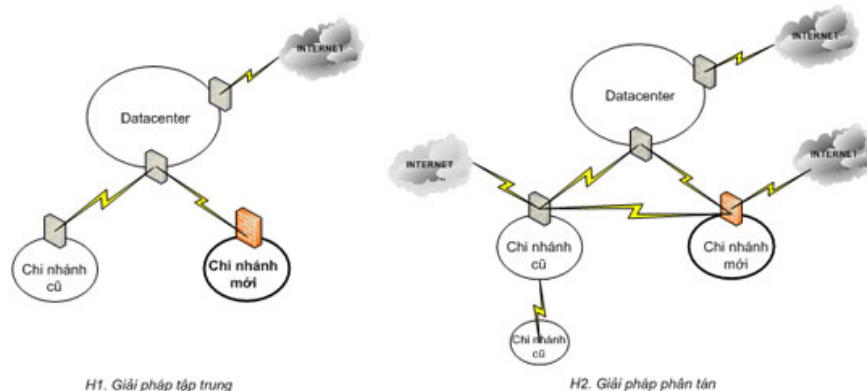 INTERNET
Datacenter
Chi nhánh
cũ
Chi nhánh
mới
H1. Giải pháp tập trung
INTERNET
Datacenter
INTERNET
INTERNET
Chi nhánh
cũ
Chi nhánh
mới
Chi nhánh
cũ
H2. Giải pháp phân tán